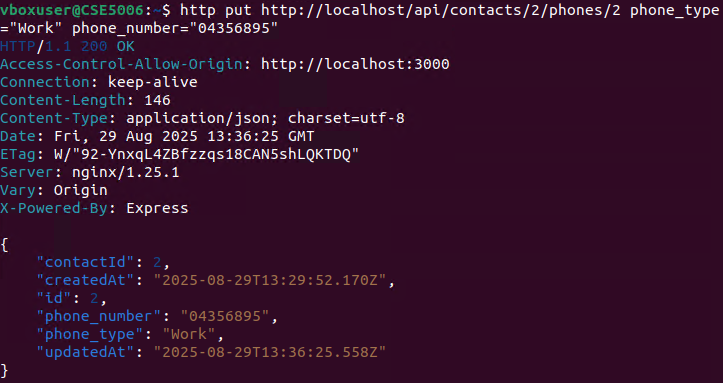 vboxuser@CSE5006:~$ http put http://localhost/api/contacts/2/phones/2 phone_type
="Work" phone_number="04356895"
HTTP/1.1 200 OK
Access-Control-Allow-Origin: http://localhost:3000
Connection: keep-alive
Content-Length: 146
Content-Type: application/json; charset=utf-8
Date: Fri, 29 Aug 2025 13:36:25 GMT
ETag: W/"92-YnxqL4ZBfzzqs18CAN5shLQKTDQ"
Server: nginx/1.25.1
Vary: Origin
X-Powered-By: Express
{
    "contactId": 2,
    "createdAt": "2025-08-29T13:29:52.170Z",
    "id": 2,
    "phone_number": "04356895",
    "phone_type": "Work",
    "updatedAt": "2025-08-29T13:36:25.558Z"
}